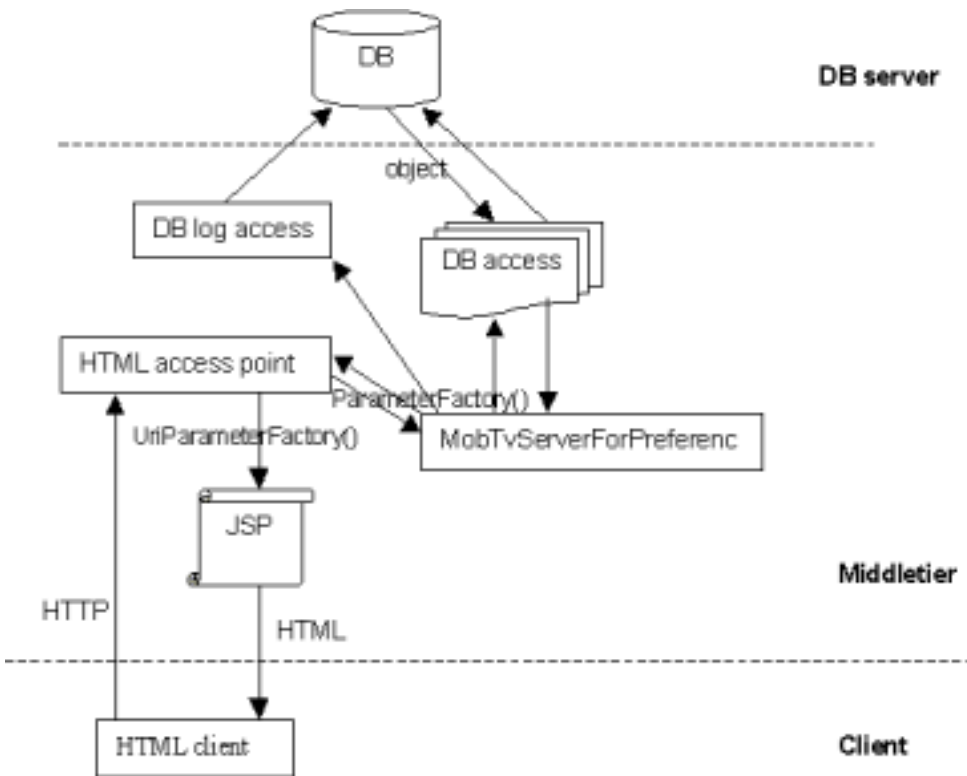 DB
DB server
object
DB log access
DB access
HTML access point
ParameterFactory()
UriParameterFactory()
MobTvServerForPreferenc
JSP
Middletier
HTTP
HTML
HTML client
Client